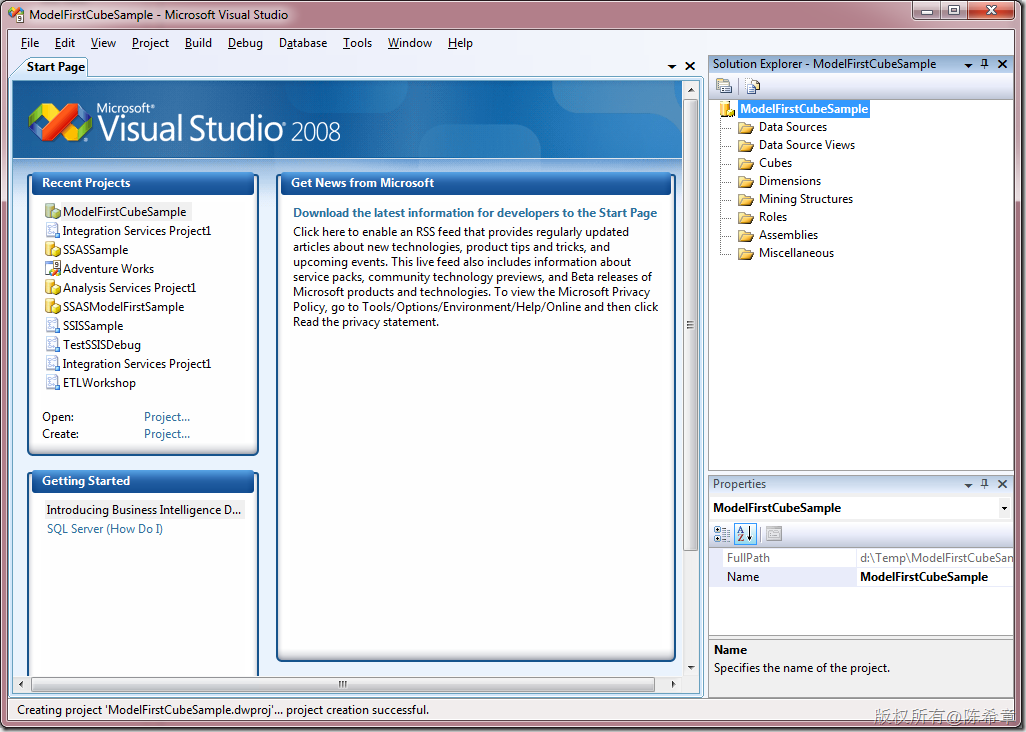 ModelFirstCubeSample - Microsoft Visual Studio
File Edit View Project Build Debug Database Tools Window Help
Start Page
Microsoft®
Visual Studio® 2008
Recent Projects
ModelFirstCubeSample
Integration Services Project1
SSASSample
Adventure Works
Analysis Services Project1
SSASModelFirstSample
SSISSample
TestSSISDebug
Integration Services Project1
ETLWorkshop
Open: Project...
Create: Project...
Getting Started
Introducing Business Intelligence D...
SQL Server (How Do I)
Get News from Microsoft
Download the latest information for developers to the Start Page
Click here to enable an RSS feed that provides regularly updated
articles about new technologies, product tips and tricks, and
upcoming events. This live feed also includes information about
service packs, community technology previews, and Beta releases of
Microsoft products and technologies. To view the Microsoft Privacy
Policy, go to Tools/Options/Environment/Help/Online and then click
Read the privacy statement.
Solution Explorer - ModelFirstCubeSample
ModelFirstCubeSample
Data Sources
Data Source Views
Cubes
Dimensions
Mining Structures
Roles
Assemblies
Miscellaneous
Properties
ModelFirstCubeSample
FullPath d:\Temp\ModelFirstCubeSam
Name ModelFirstCubeSample
Name
Specifies the name of the project.
Creating project 'ModelFirstCubeSample.dwproj'... project creation successful.
版权所有@陈希章